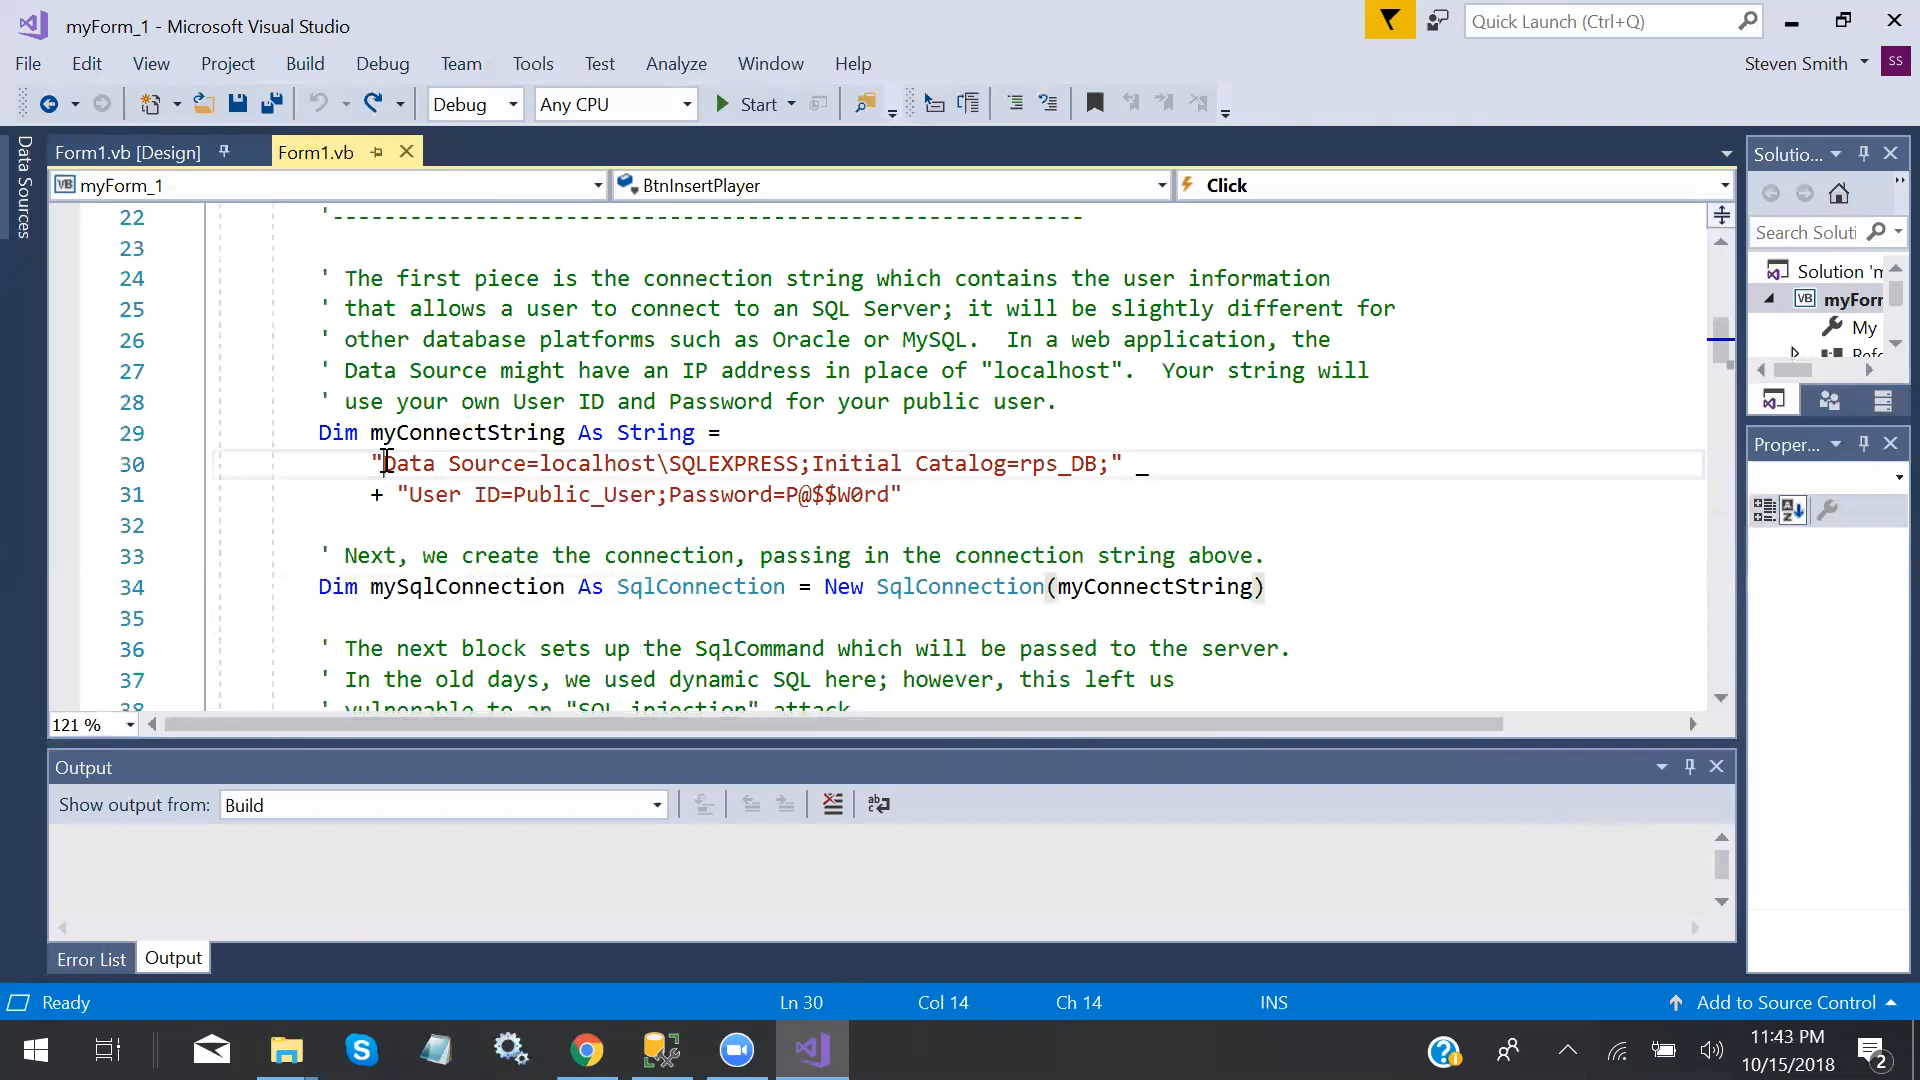 myForm_1 - Microsoft Visual Studio
Quick Launch (Ctrl+Q)
File Edit View Project Build Debug Team Tools Test Analyze Window Help
Steven Smith SS
Debug Any CPU Start
Data Sources
Form1.vb [Design] Form1.vb
VB myForm_1 BtnInsertPlayer Click
22 '----------------------------------------------------------
23
24 ' The first piece is the connection string which contains the user information
25 ' that allows a user to connect to an SQL Server; it will be slightly different for
26 ' other database platforms such as Oracle or MySQL.  In a web application, the
27 ' Data Source might have an IP address in place of "localhost".  Your string will
28 ' use your own User ID and Password for your public user.
29 Dim myConnectString As String =
30 "Data Source=localhost\SQLEXPRESS;Initial Catalog=rps_DB;" _
31 + "User ID=Public_User;Password=P@$$W0rd"
32
33 ' Next, we create the connection, passing in the connection string above.
34 Dim mySqlConnection As SqlConnection = New SqlConnection(myConnectString)
35
36 ' The next block sets up the SqlCommand which will be passed to the server.
37 ' In the old days, we used dynamic SQL here; however, this left us
38 ' vulnerable to an "SQL injection" attack
121 %
Solutio...
Search Soluti
Solution 'm
VB myForr
My
Refe
Proper...
Output
Show output from: Build
Error List Output
Ready Ln 30 Col 14 Ch 14 INS Add to Source Control
11:43 PM
10/15/2018
2